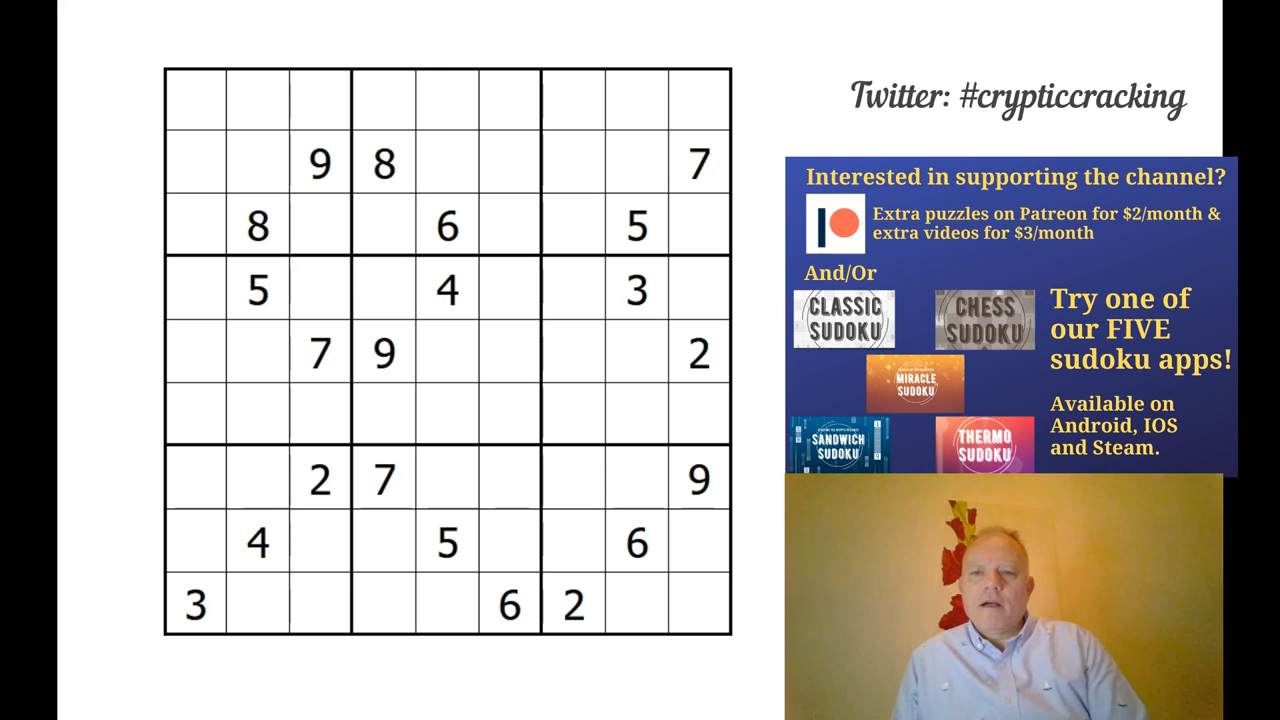 Twitter: #crypticcracking
9 8 7
8 6 5
5 4 3
7 9 2
2 7 9
4 5 6
3 6 2
Interested in supporting the channel?
Extra puzzles on Patreon for $2/month &
extra videos for $3/month
And/Or
CLASSIC
SUDOKU
CHESS
SUDOKU
MIRACLE
SUDOKU
SANDWICH
SUDOKU
THERMO
SUDOKU
Try one of
our FIVE
sudoku apps!
Available on
Android, IOS
and Steam.